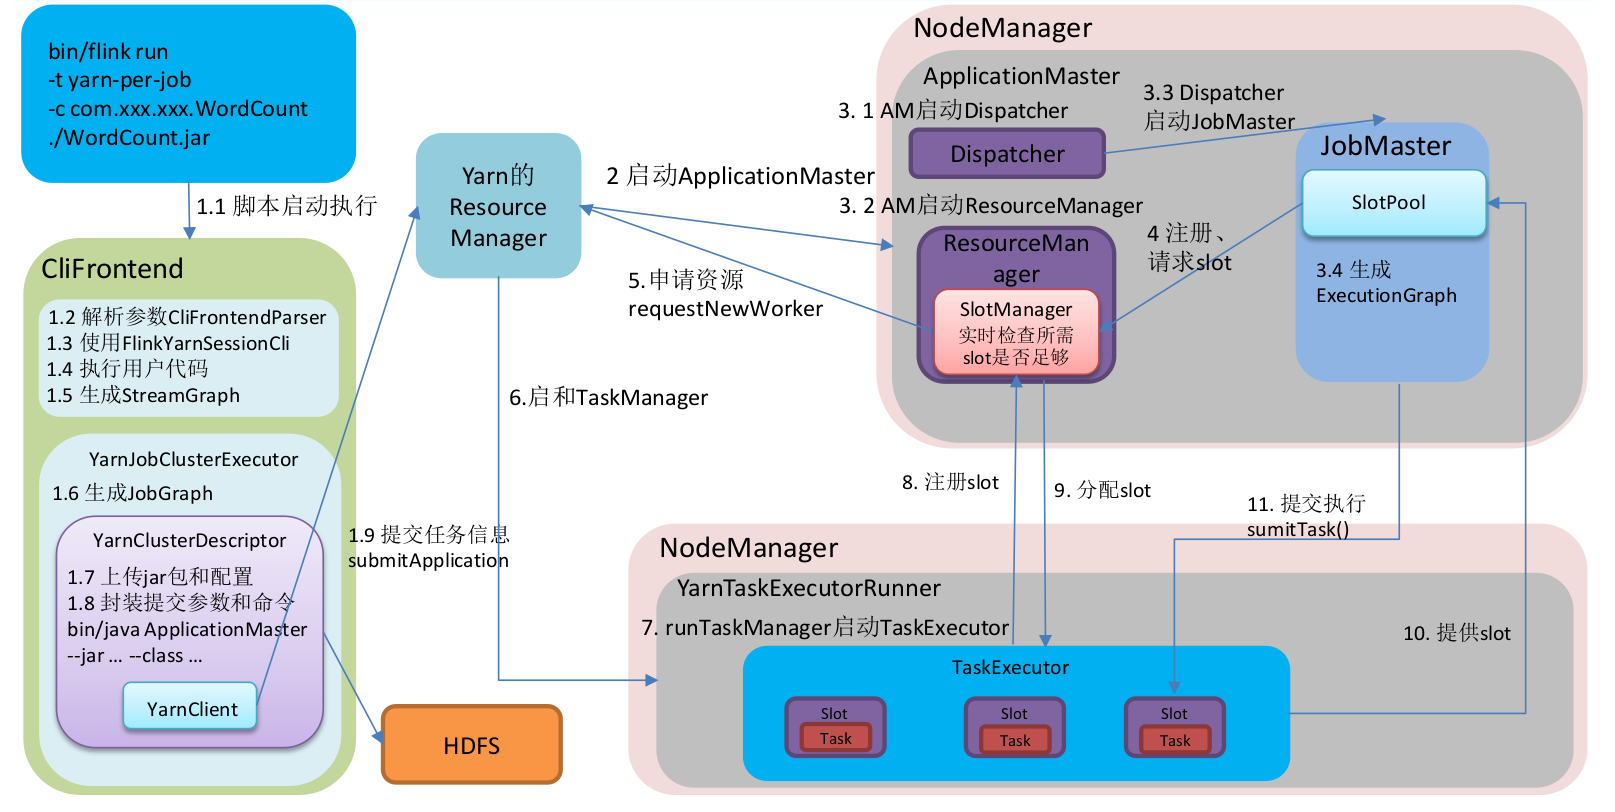 bin/flink run
-t yarn-per-job
-c com.xxx.xxx.WordCount
./WordCount.jar
1.1 脚本启动执行
CliFrontend
1.2 解析参数CliFrontendParser
1.3 使用FlinkYarnSessionCli
1.4 执行用户代码
1.5 生成StreamGraph
YarnJobClusterExecutor
1.6 生成JobGraph
YarnClusterDescriptor
1.7 上传jar包和配置
1.8 封装提交参数和命令
bin/java ApplicationMaster
--jar … --class …
YarnClient
HDFS
1.9 提交任务信息
submitApplication
Yarn的
Resource
Manager
2 启动ApplicationMaster
5.申请资源
requestNewWorker
6.启和TaskManager
NodeManager
ApplicationMaster
3. 1 AM启动Dispatcher
Dispatcher
3.3 Dispatcher
启动JobMaster
3. 2 AM启动ResourceManager
ResourceMan
ager
SlotManager
实时检查所需
slot是否足够
4 注册、
请求slot
JobMaster
SlotPool
3.4 生成
ExecutionGraph
8. 注册slot
9. 分配slot
11. 提交执行
sumitTask()
10. 提供slot
NodeManager
YarnTaskExecutorRunner
7. runTaskManager启动TaskExecutor
TaskExecutor
Slot
Task
Slot
Task
Slot
Task